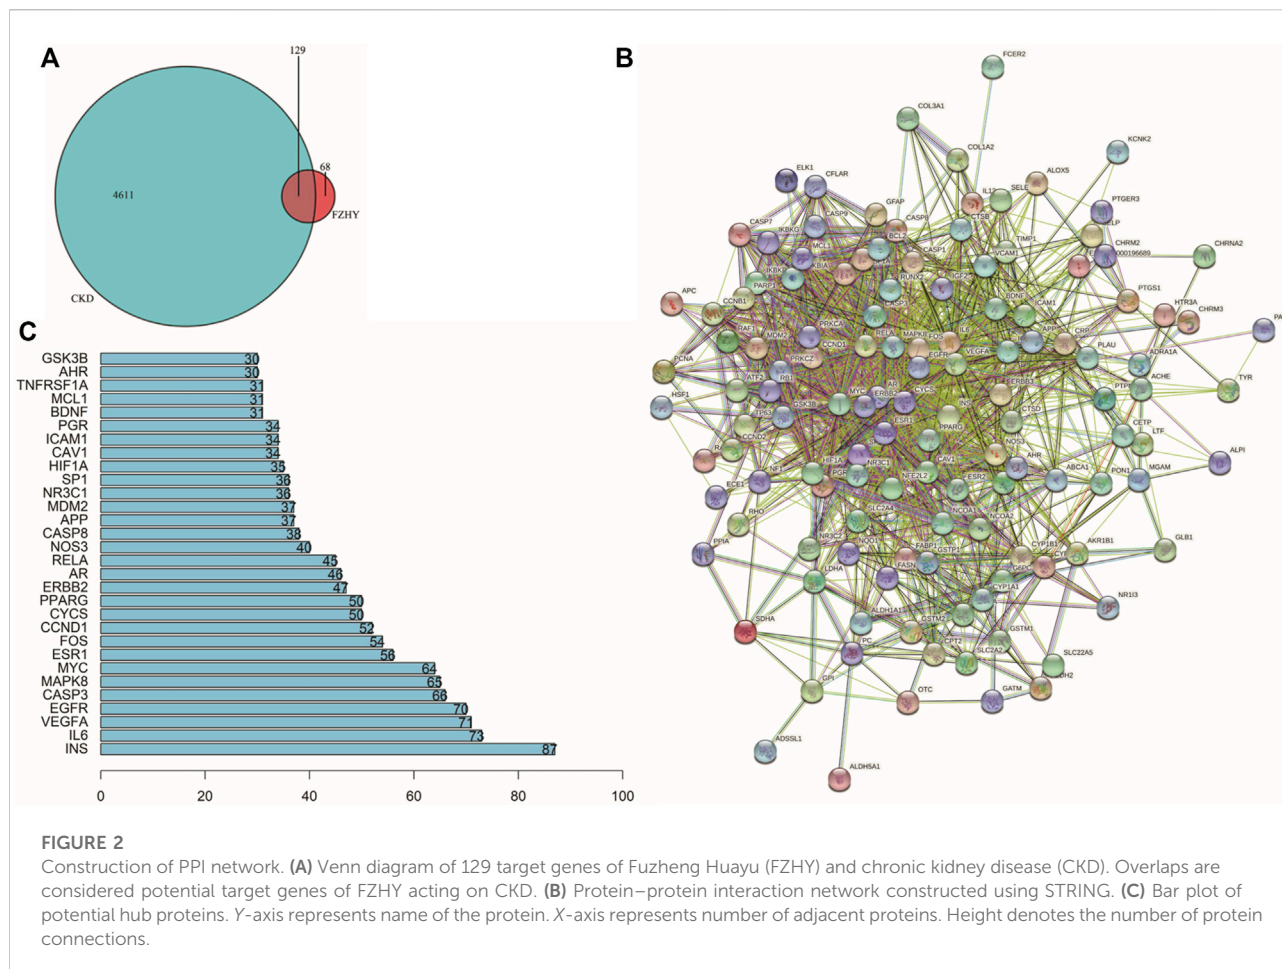 A
129
68
4611
FZHY
CKD
B
FCER2
COL3A1
KCNK2
COL1A2
ELK1
CFLAR
ALOX5
SELE
PTGER3
GFAP
CASP7
CASP9
CASP8
CTSB
CHRM2
CHRNA2
IKBKG
MCL1
BCL2
CASP1
TIMP1
VCAM1
RUNX2
IGF2
PARP1
PTGS1
HTR3A
CHRM3
APC
CCNB1
CASP3
BDNF
ICAM1
RAF1
MDM2
PRKCA
CCND1
RELA
MAPK8
FOS
IL6
VEGFA
APP
CRP
PLAU
ADRA1A
PCNA
PRKCZ
EGFR
ATF2
RB1
MYC
AR
ERBB2
CYCS
ERBB3
ACHE
TYR
HSF1
TP53
GSK3B
INS
CTSD
CCND2
ESR1
PPARG
NOS3
CETP
LTF
ALPI
NF1
HIF1A
NR3C1
CAV1
AHR
ABCA1
PON1
MGAM
ECE1
PGR
NFE2L2
ESR2
RHO
SLC2A4
NCOA1
NCOA2
PPIA
NR3C2
NQO1
FABP1
GSTP1
CYP1B1
AKR1B1
GLB1
LDHA
FASN
G6PC
CYP1A1
NR1I3
SDHA
ALDH1A1
GSTM2
GSTM1
PC
CPT2
SLC2A2
SLC22A5
GPI
OTC
GATM
ADSSL1
ALDH5A1
C
GSK3B 30
AHR 30
TNFRSF1A 31
MCL1 31
BDNF 31
PGR 34
ICAM1 34
CAV1 34
HIF1A 35
SP1 36
NR3C1 36
MDM2 37
APP 37
CASP8 38
NOS3 40
RELA 45
AR 46
ERBB2 47
PPARG 50
CYCS 50
CCND1 52
FOS 54
ESR1 56
MYC 64
MAPK8 65
CASP3 66
EGFR 70
VEGFA 71
IL6 73
INS 87
0 20 40 60 80 100
FIGURE 2
Construction of PPI network. (A) Venn diagram of 129 target genes of Fuzheng Huayu (FZHY) and chronic kidney disease (CKD). Overlaps are
considered potential target genes of FZHY acting on CKD. (B) Protein–protein interaction network constructed using STRING. (C) Bar plot of
potential hub proteins. Y-axis represents name of the protein. X-axis represents number of adjacent proteins. Height denotes the number of protein
connections.